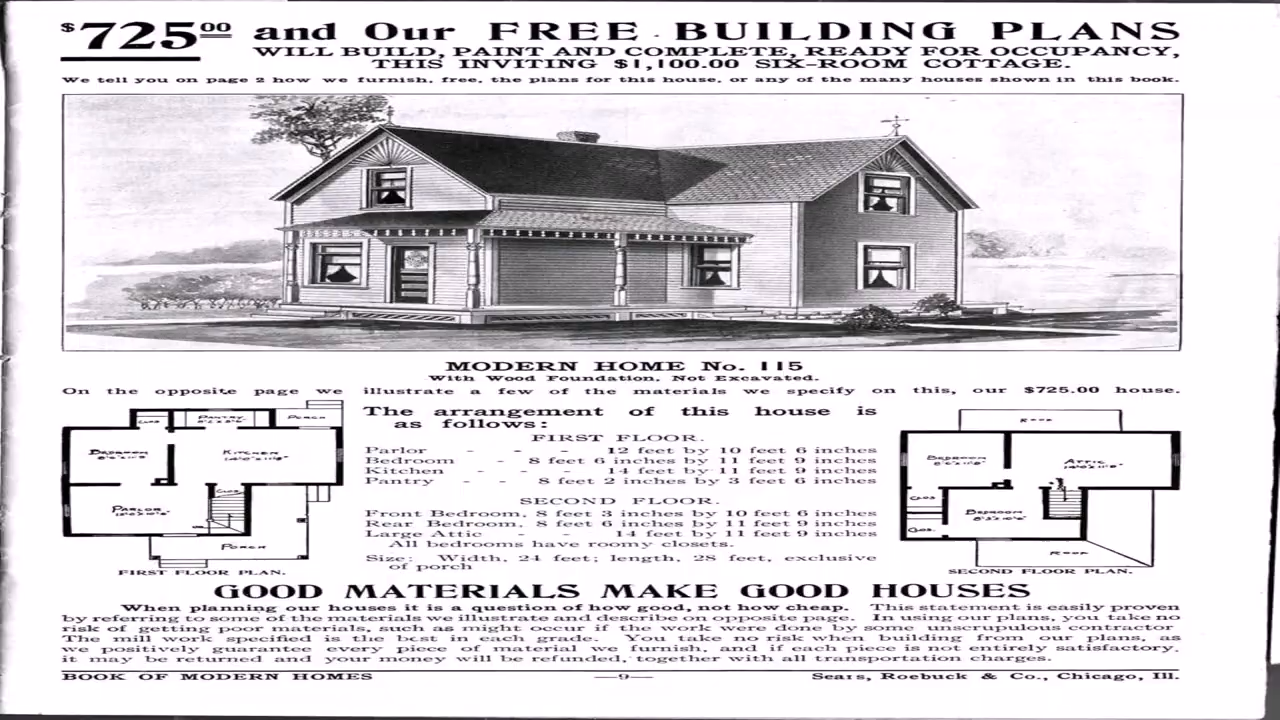 $725.00 and Our FREE BUILDING PLANS
WILL BUILD, PAINT AND COMPLETE, READY FOR OCCUPANCY,
THIS INVITING $1,100.00 SIX-ROOM COTTAGE.
We tell you on page 2 how we furnish, free, the plans for this house, or any of the many houses shown in this book.
MODERN HOME No. 115
With Wood Foundation, Not Excavated.
On the opposite page we illustrate a few of the materials we specify on this, our $725.00 house.
The arrangement of this house is
as follows:
FIRST FLOOR.
Parlor - - - 12 feet by 10 feet 6 inches
Bedroom - 8 feet 6 inches by 11 feet 9 inches
Kitchen - - - 14 feet by 11 feet 9 inches
Pantry - - 8 feet 2 inches by 3 feet 6 inches
SECOND FLOOR.
Front Bedroom, 8 feet 3 inches by 10 feet 6 inches
Rear Bedroom, 8 feet 6 inches by 11 feet 9 inches
Large Attic - - 14 feet by 11 feet 9 inches
All bedrooms have roomy closets.
Size: Width, 24 feet; length, 28 feet, exclusive
of porch
CLOS
PANTRY
PORCH
BEDROOM
KITCHEN
CLOS
PARLOR
PORCH
FIRST FLOOR PLAN.
ROOF
BEDROOM
ATTIC
CLOS
BEDROOM
CLOS.
ROOF
SECOND FLOOR PLAN.
GOOD MATERIALS MAKE GOOD HOUSES
When planning our houses it is a question of how good, not how cheap. This statement is easily proven
by referring to some of the materials we illustrate and describe on opposite page. In using our plans, you take no
risk of getting poor materials, such as might occur if the work were done by some unscrupulous contractor
The mill work specified is the best in each grade. You take no risk when building from our plans, as
we positively guarantee every piece of material we furnish, and if each piece is not entirely satisfactory,
it may be returned and your money will be refunded, together with all transportation charges.
BOOK OF MODERN HOMES
—9—
Sears, Roebuck & Co., Chicago, Ill.